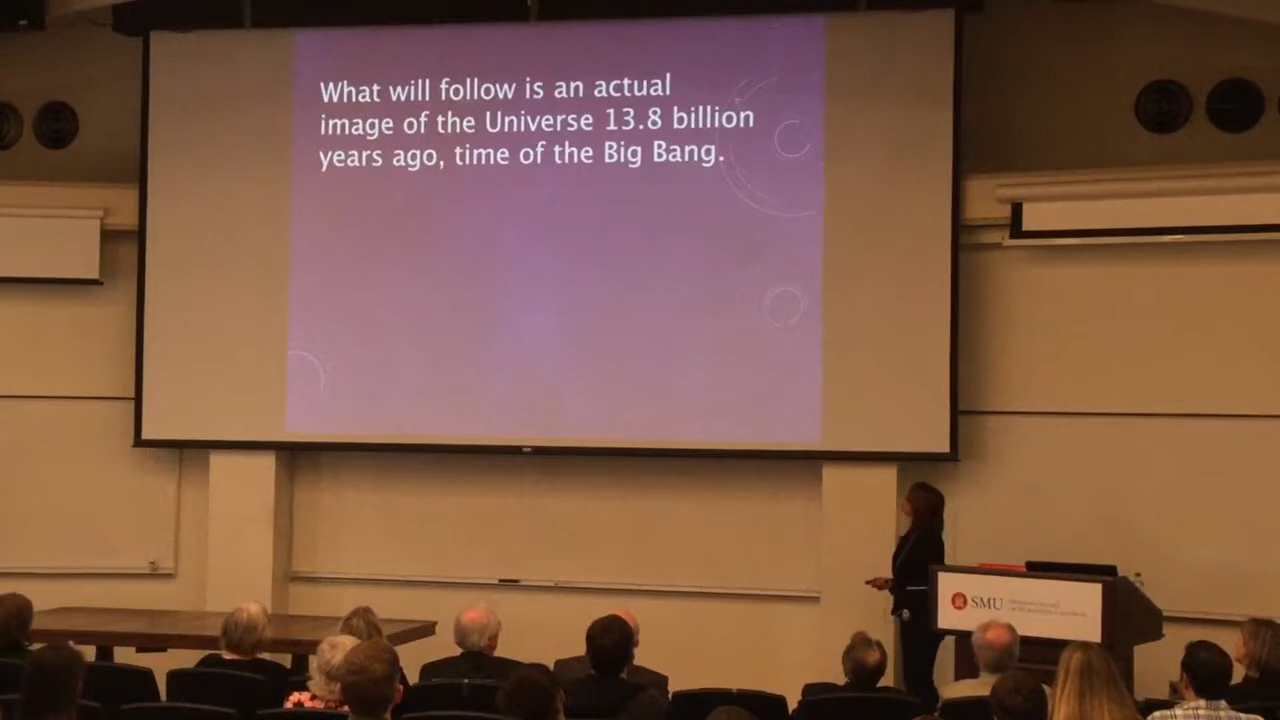 What will follow is an actual
image of the Universe 13.8 billion
years ago, time of the Big Bang.
SMU